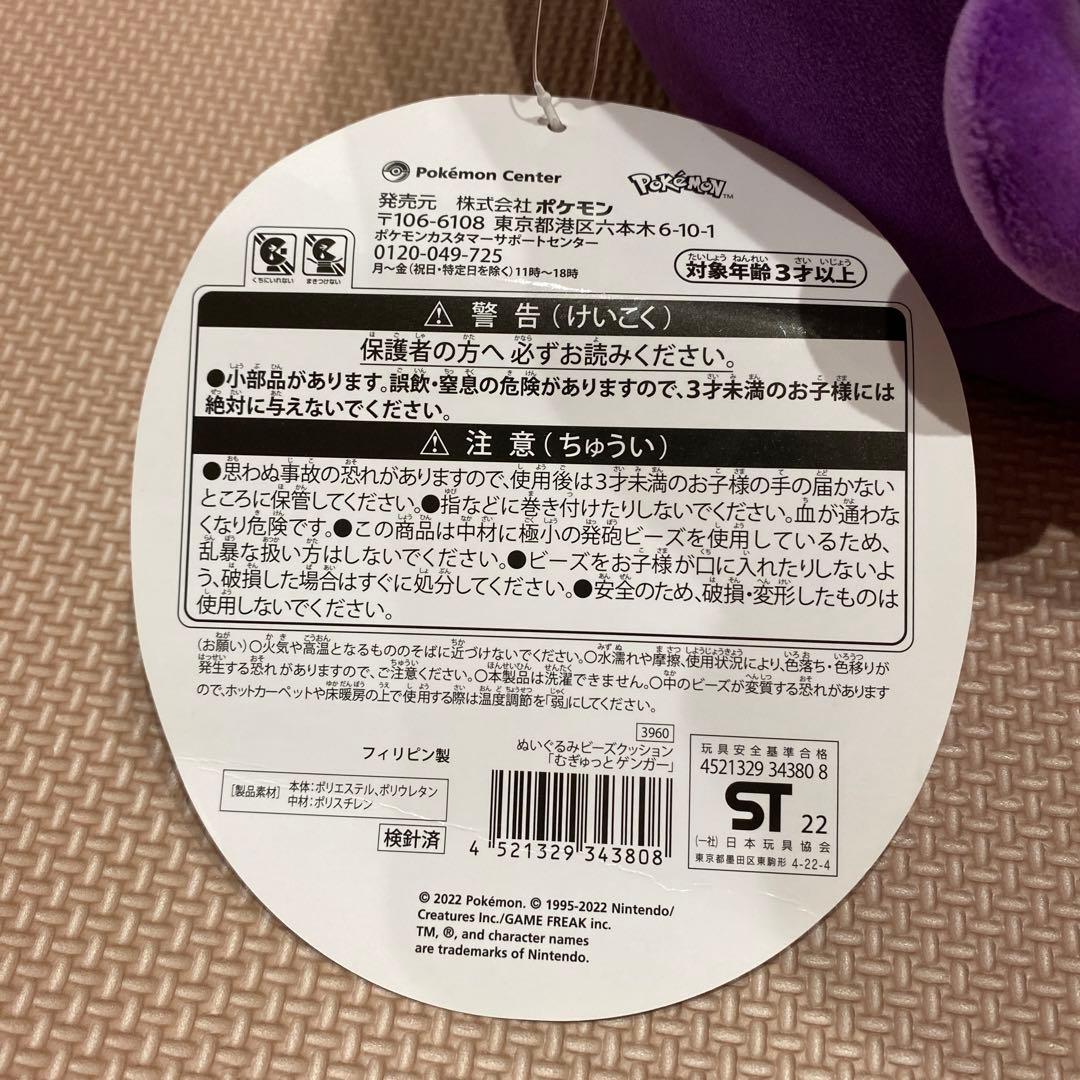 Pokémon Center
POKÉMON TM
発売元 株式会社 ポケモン
〒106-6108 東京都港区六本木6-10-1
ポケモンカスタマーサポートセンター
0120-049-725
月～金(祝日・特定日を除く)11時～18時
くちにいれない まきつけない
対象年齢3才以上
⚠ 警告(けいこく)
保護者の方へ 必ずお読みください。
●小部品があります。誤飲・窒息の危険がありますので、3才未満のお子様には
絶対に与えないでください。
⚠ 注意(ちゅうい)
●思わぬ事故の恐れがありますので、使用後は3才未満のお子様の手の届かない
ところに保管してください。●指などに巻き付けたりしないでください。血が通わな
くなり危険です。●この商品は中材に極小の発砲ビーズを使用しているため、
乱暴な扱い方はしないでください。●ビーズをお子様が口に入れたりしないよ
う、破損した場合はすぐに処分してください。●安全のため、破損・変形したものは
使用しないでください。
(お願い)○火気や高温となるもののそばに近づけないでください。○水濡れや摩擦、使用状況により、色落ち・色移りが
発生する恐れがありますので、ご注意ください。○本製品は洗濯できません。○中のビーズが変質する恐れがあります
ので、ホットカーペットや床暖房の上で使用する際は温度調節を「弱」にしてください。
3960
フィリピン製
ぬいぐるみビーズクッション
「むぎゅっとゲンガー」
[製品素材] 本体:ポリエステル、ポリウレタン
中材:ポリスチレン
検針済
4 521329 343808
玩具安全基準合格
4521329 34380 8
ST 22
(一社)日本玩具協会
東京都墨田区東駒形 4-22-4
© 2022 Pokémon. © 1995-2022 Nintendo/
Creatures Inc./GAME FREAK inc.
TM, ®, and character names
are trademarks of Nintendo.